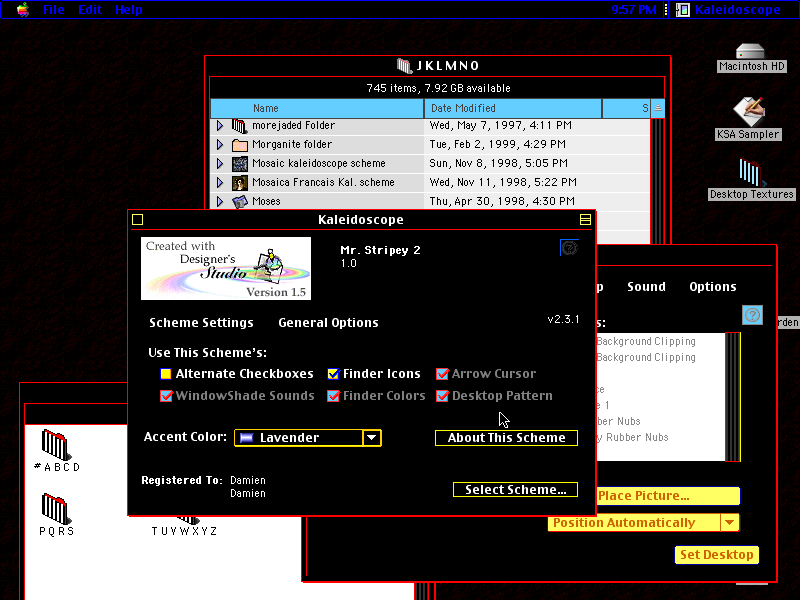 File Edit Help
9:57 PM Kaleidoscope
JKLMNO
745 items, 7.92 GB available
Name Date Modified S
morejaded Folder Wed, May 7, 1997, 4:11 PM
Morganite folder Tue, Feb 2, 1999, 4:29 PM
Mosaic kaleidoscope scheme Sun, Nov 8, 1998, 5:05 PM
Mosaica Francais Kal. scheme Wed, Nov 11, 1998, 5:22 PM
Moses Thu, Apr 30, 1998, 4:30 PM
Macintosh HD
KSA Sampler
Desktop Textures
Kaleidoscope
Created with
Designer's
Studio
Version 1.5
Mr. Stripey 2
1.0
v2.3.1
Scheme Settings General Options
Use This Scheme's:
Alternate Checkboxes Finder Icons Arrow Cursor
WindowShade Sounds Finder Colors Desktop Pattern
Accent Color: Lavender About This Scheme
Registered To: Damien
Damien
Select Scheme...
p Sound Options
s:
rden
Background Clipping
Background Clipping
ce
e 1
ubber Nubs
y Rubber Nubs
Place Picture...
Position Automatically
Set Desktop
#ABCD
PQRS
TUVWXYZ